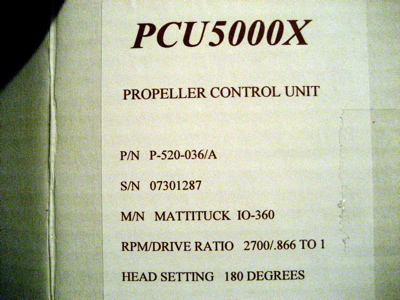 PCU5000X
PROPELLER CONTROL UNIT
P/N P-520-036/A
S/N 07301287
M/N MATTITUCK IO-360
RPM/DRIVE RATIO 2700/.866 TO 1
HEAD SETTING 180 DEGREES